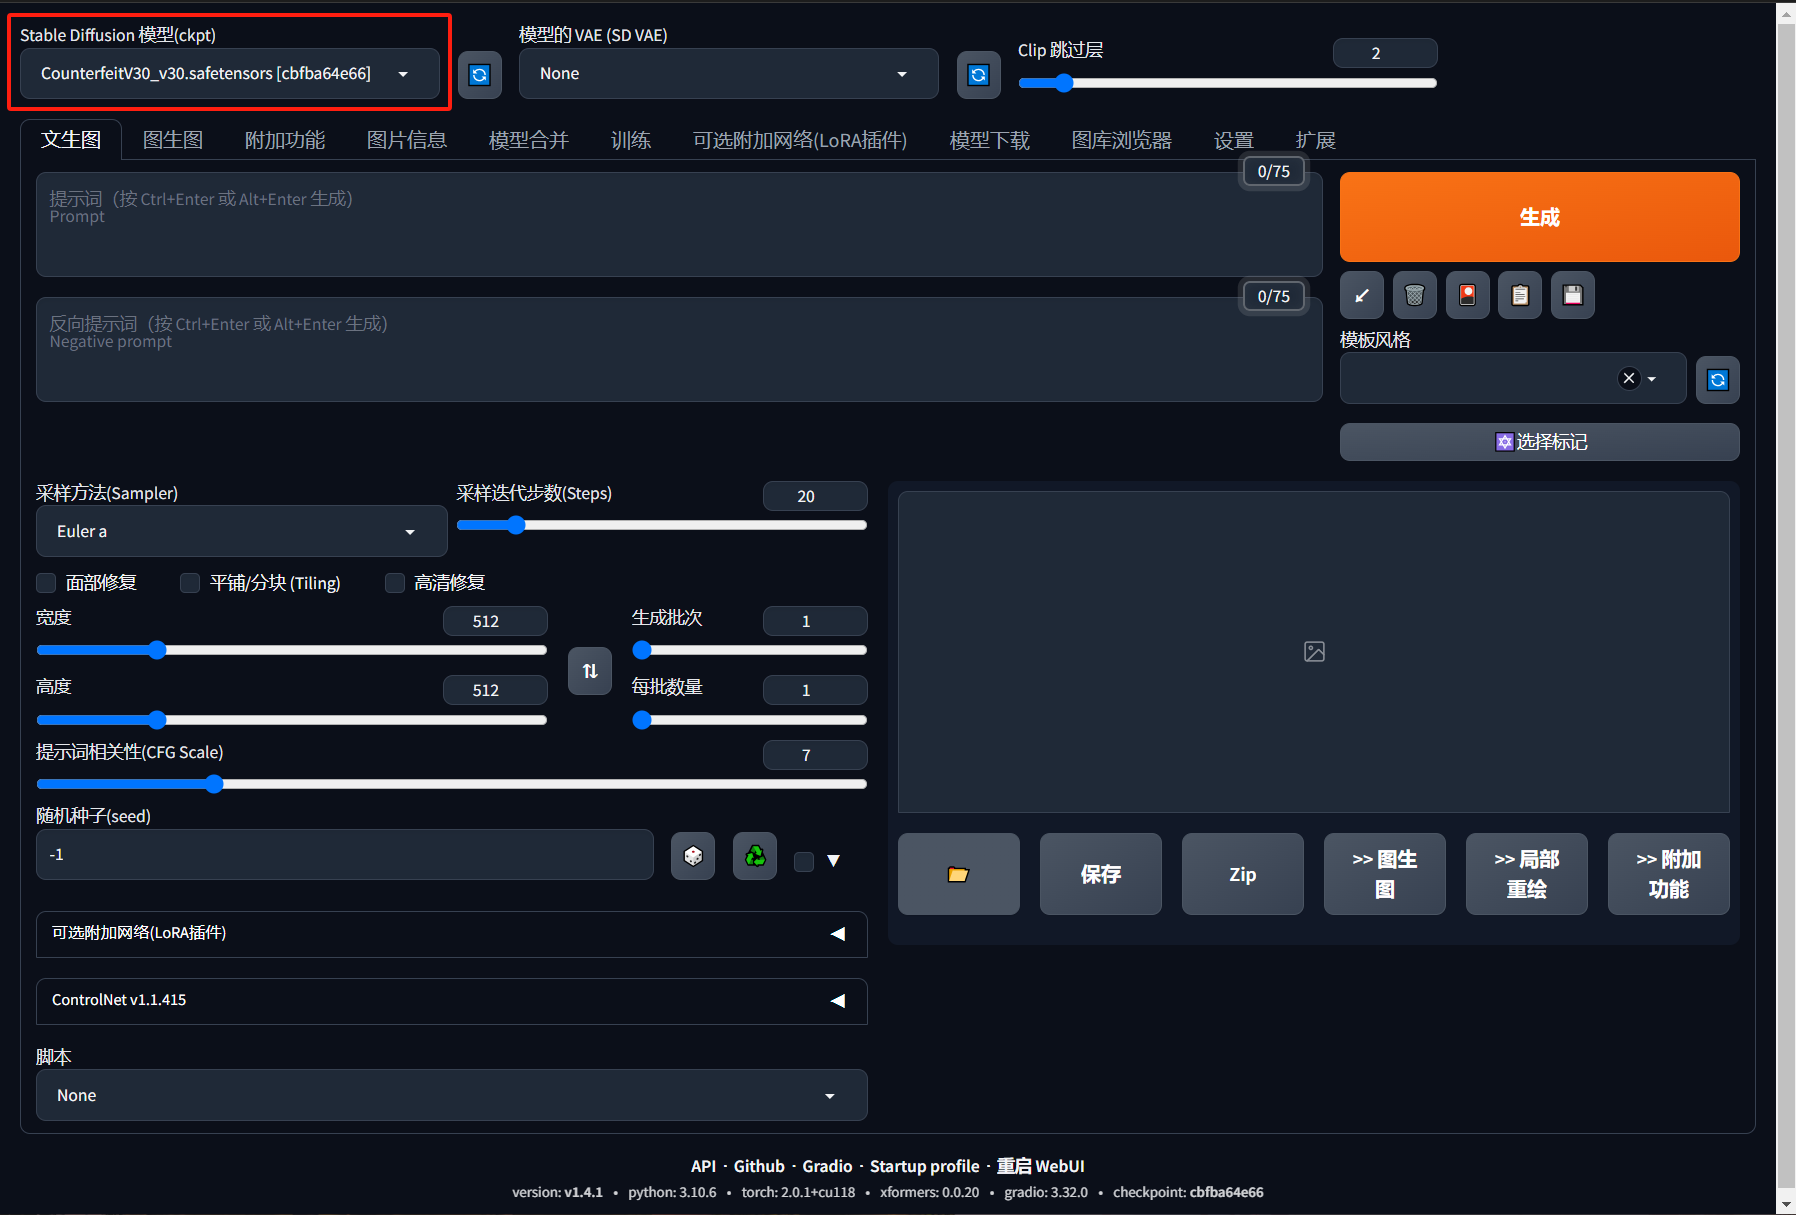 Stable Diffusion 模型(ckpt)
CounterfeitV30_v30.safetensors [cbfba64e66]
模型的 VAE (SD VAE)
None
Clip 跳过层
2
文生图
图生图
附加功能
图片信息
模型合并
训练
可选附加网络(LoRA插件)
模型下载
图库浏览器
设置
扩展
0/75
提示词（按 Ctrl+Enter 或 Alt+Enter 生成）
Prompt
生成
0/75
反向提示词（按 Ctrl+Enter 或 Alt+Enter 生成）
Negative prompt
模板风格
选择标记
采样方法(Sampler)
Euler a
采样迭代步数(Steps)
20
面部修复
平铺/分块 (Tiling)
高清修复
宽度
512
生成批次
1
高度
512
每批数量
1
提示词相关性(CFG Scale)
7
随机种子(seed)
-1
保存
Zip
>> 图生
图
>> 局部
重绘
>> 附加
功能
可选附加网络(LoRA插件)
ControlNet v1.1.415
脚本
None
API · Github · Gradio · Startup profile · 重启 WebUI
version: v1.4.1 • python: 3.10.6 • torch: 2.0.1+cu118 • xformers: 0.0.20 • gradio: 3.32.0 • checkpoint: cbfba64e66